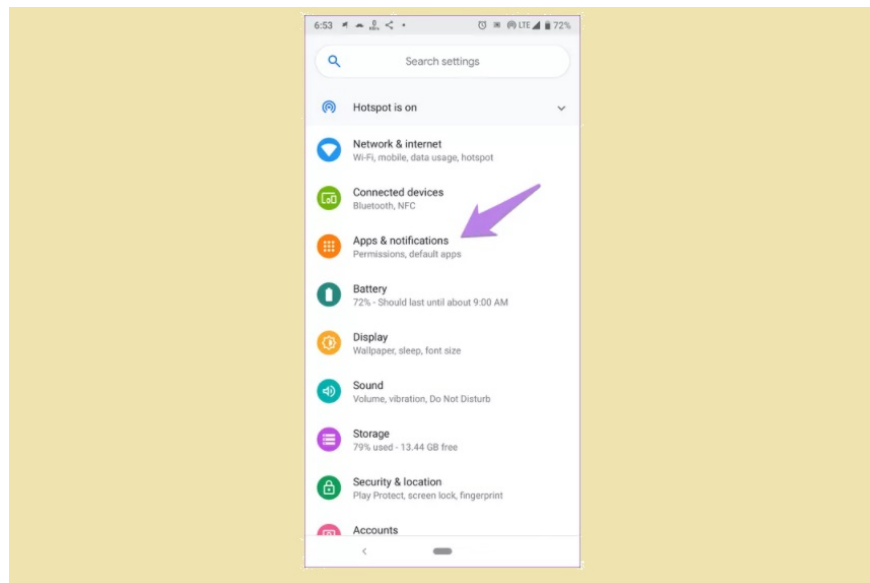 6:53
LTE 72%
Search settings
Hotspot is on
Network & internet
Wi-Fi, mobile, data usage, hotspot
Connected devices
Bluetooth, NFC
Apps & notifications
Permissions, default apps
Battery
72% - Should last until about 9:00 AM
Display
Wallpaper, sleep, font size
Sound
Volume, vibration, Do Not Disturb
Storage
79% used - 13.44 GB free
Security & location
Play Protect, screen lock, fingerprint
Accounts